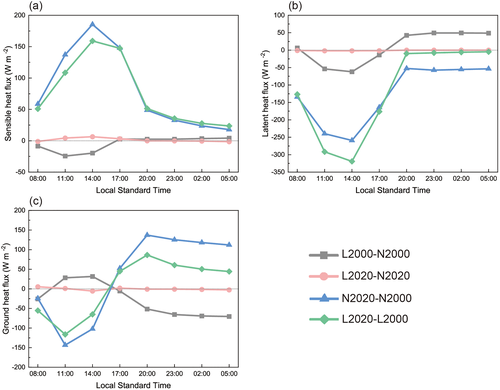 (a)
Sensible heat flux (W m⁻²)
200
150
100
50
0
-50
08:00 11:00 14:00 17:00 20:00 23:00 02:00 05:00
Local Standard Time
(b)
Latent heat flux (W m⁻²)
100
50
0
-50
-100
-150
-200
-250
-300
-350
08:00 11:00 14:00 17:00 20:00 23:00 02:00 05:00
Local Standard Time
(c)
Ground heat flux (W m⁻²)
200
150
100
50
0
-50
-100
-150
-200
08:00 11:00 14:00 17:00 20:00 23:00 02:00 05:00
Local Standard Time
L2000-N2000
L2020-N2020
N2020-N2000
L2020-L2000